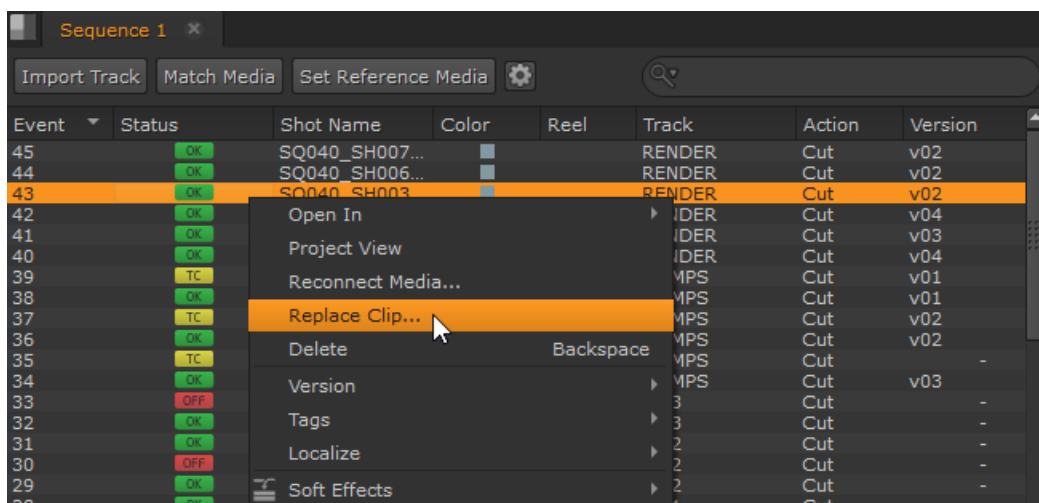 Sequence 1
Import Track Match Media Set Reference Media
Event Status Shot Name Color Reel Track Action Version
45 OK SQ040_SH007... RENDER Cut v02
44 OK SQ040_SH006... RENDER Cut v02
43 OK SQ040_SH003 RENDER Cut v02
42 OK Open In NDER Cut v04
41 OK Project View NDER Cut v03
40 OK NDER Cut v04
39 TC Reconnect Media... MPS Cut v01
38 OK MPS Cut v01
37 TC Replace Clip... MPS Cut v02
36 OK MPS Cut v02
35 TC Delete Backspace MPS Cut -
34 OK Version MPS Cut v03
33 OFF 3 Cut -
32 OK Tags 3 Cut -
31 OK Localize 2 Cut -
30 OFF 2 Cut -
29 OK Soft Effects 2 Cut -